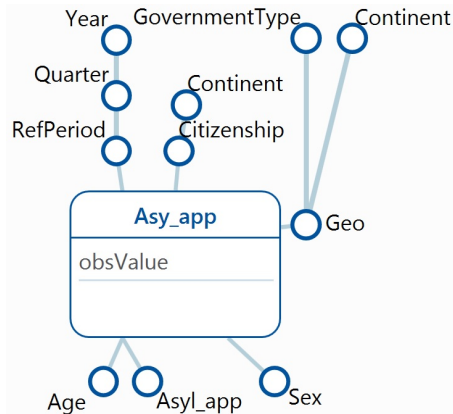 Year
GovernmentType
Continent
Quarter
Continent
RefPeriod
Citizenship
Asy_app
Geo
obsValue
Age
Asyl_app
Sex